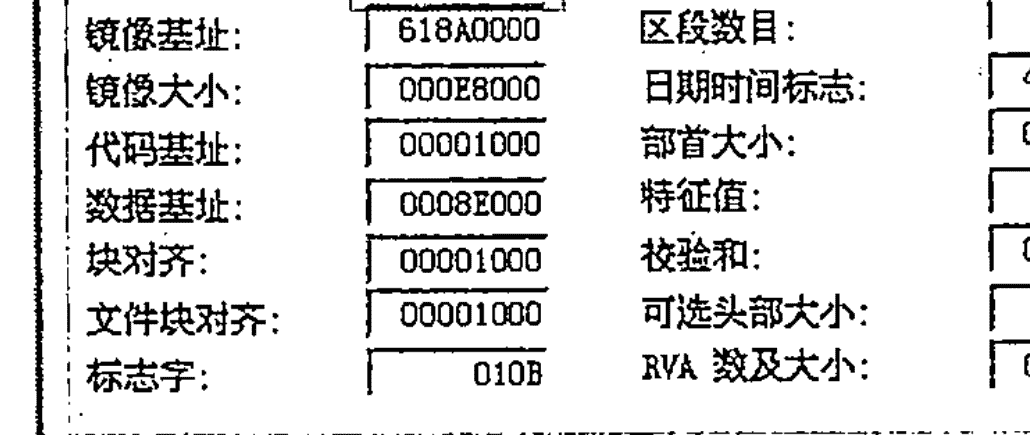 镜像基址: 618A0000 区段数目:
镜像大小: 000E8000 日期时间标志:
代码基址: 00001000 部首大小:
数据基址: 0008E000 特征值:
块对齐: 00001000 校验和:
文件块对齐: 00001000 可选头部大小:
标志字: 010B RVA 数及大小: